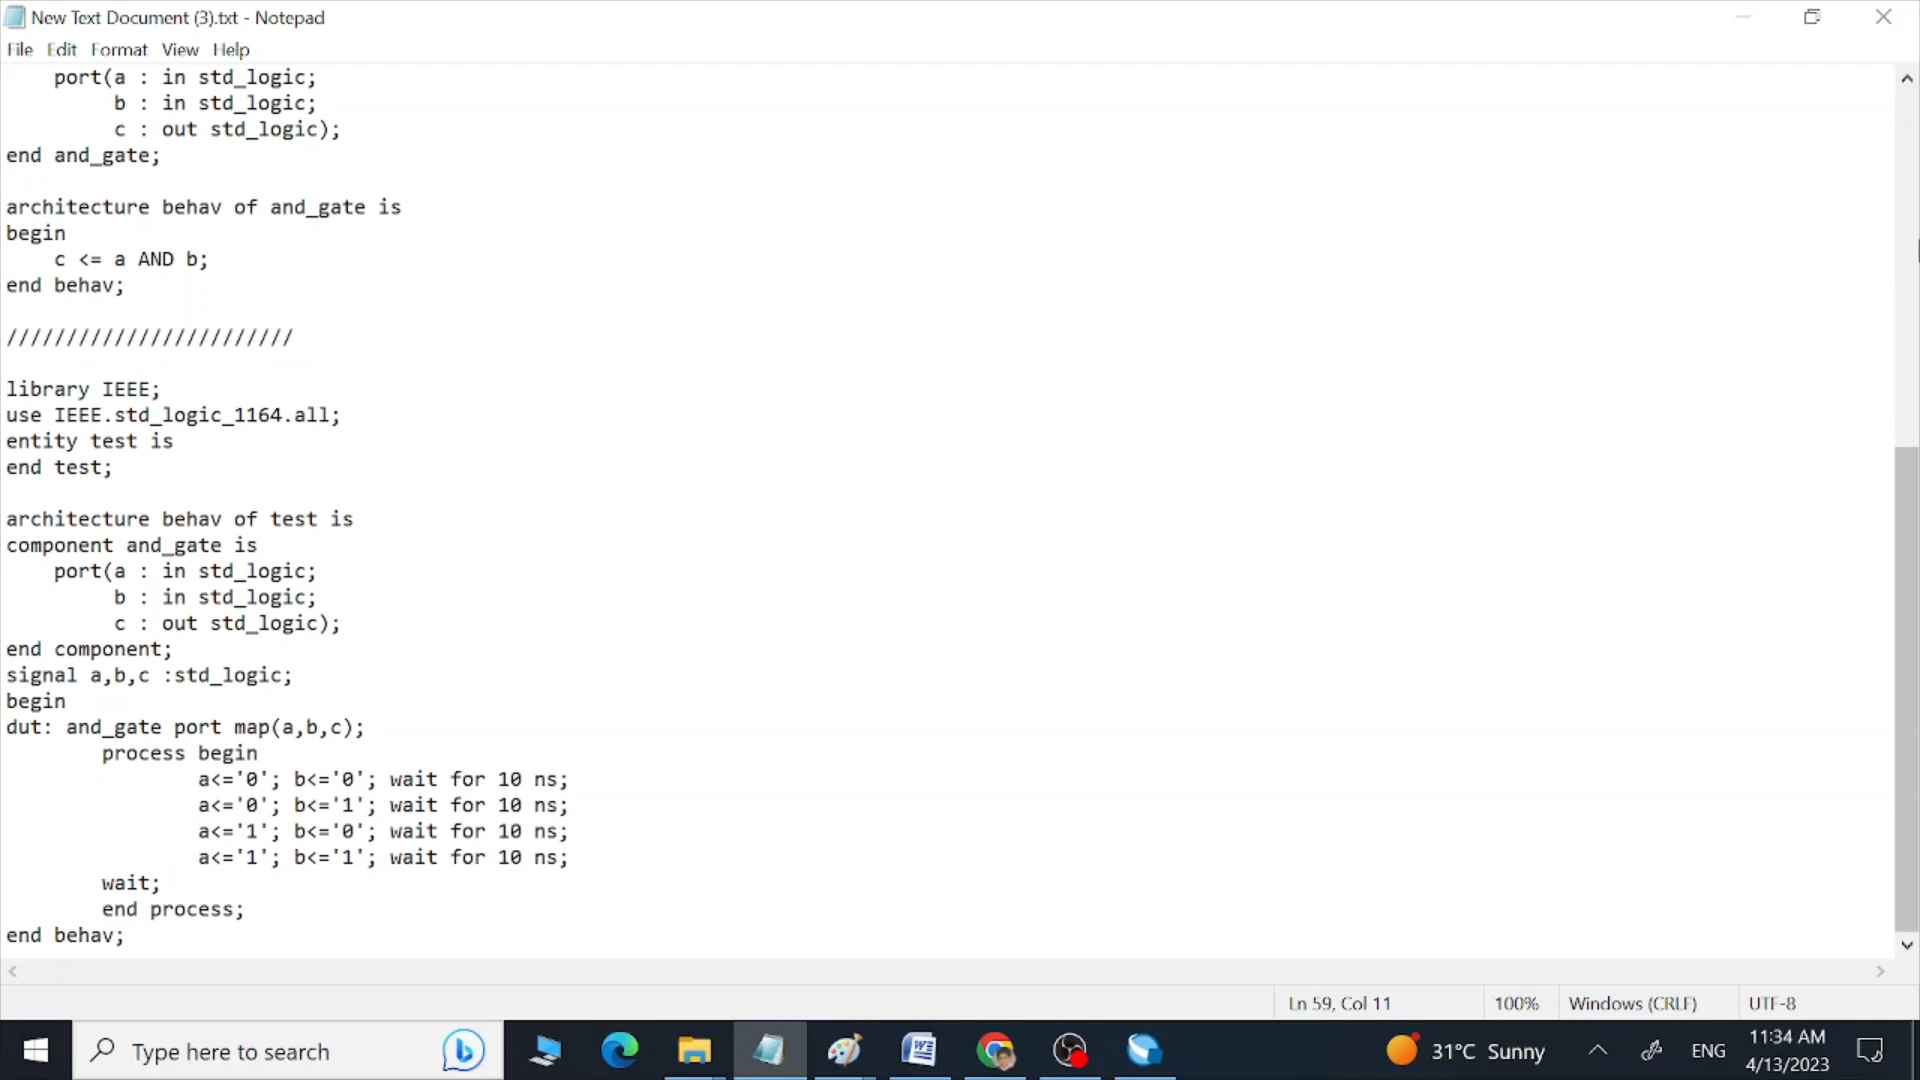 New Text Document (3).txt - Notepad
File Edit Format View Help
port(a : in std_logic;
b : in std_logic;
c : out std_logic);
end and_gate;
architecture behav of and_gate is
begin
c <= a AND b;
end behav;
////////////////////////
library IEEE;
use IEEE.std_logic_1164.all;
entity test is
end test;
architecture behav of test is
component and_gate is
port(a : in std_logic;
b : in std_logic;
c : out std_logic);
end component;
signal a,b,c :std_logic;
begin
dut: and_gate port map(a,b,c);
process begin
a<='0'; b<='0'; wait for 10 ns;
a<='0'; b<='1'; wait for 10 ns;
a<='1'; b<='0'; wait for 10 ns;
a<='1'; b<='1'; wait for 10 ns;
wait;
end process;
end behav;
Ln 59, Col 11 100% Windows (CRLF) UTF-8
Type here to search
31°C Sunny
ENG
11:34 AM
4/13/2023